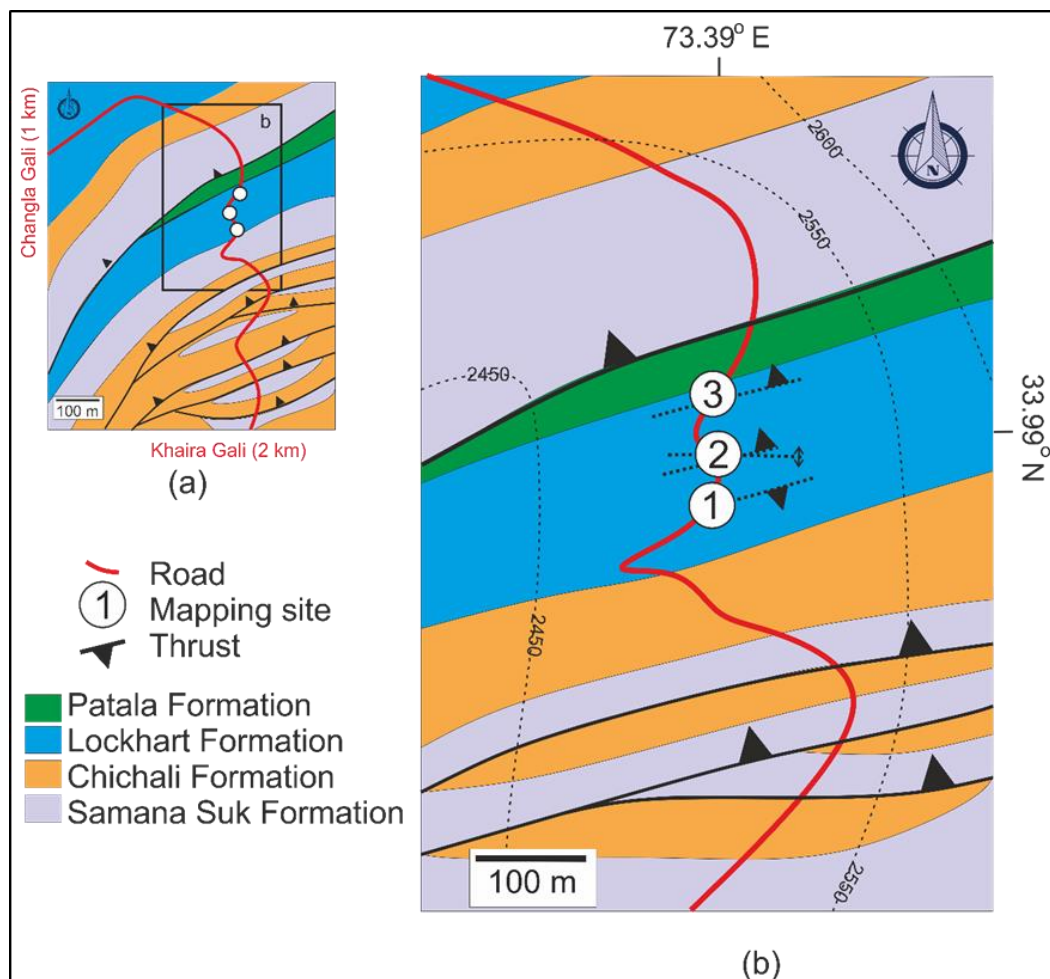 73.39° E
Changla Gali (1 km)
b
100 m
Khaira Gali (2 km)
(a)
Road
1
Mapping site
Thrust
Patala Formation
Lockhart Formation
Chichali Formation
Samana Suk Formation
2600
2550
N
2450
33.99° N
3
2
1
2450
2550
100 m
(b)